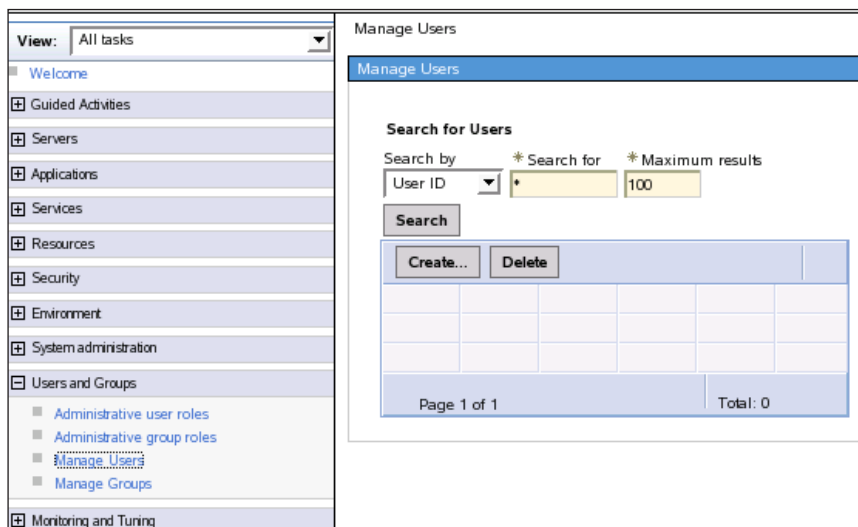 View: All tasks
Welcome
Guided Activities
Servers
Applications
Services
Resources
Security
Environment
System administration
Users and Groups
Administrative user roles
Administrative group roles
Manage Users
Manage Groups
Monitoring and Tuning
Manage Users
Manage Users
Search for Users
Search by * Search for * Maximum results
User ID * 100
Search
Create... Delete
Page 1 of 1 Total: 0